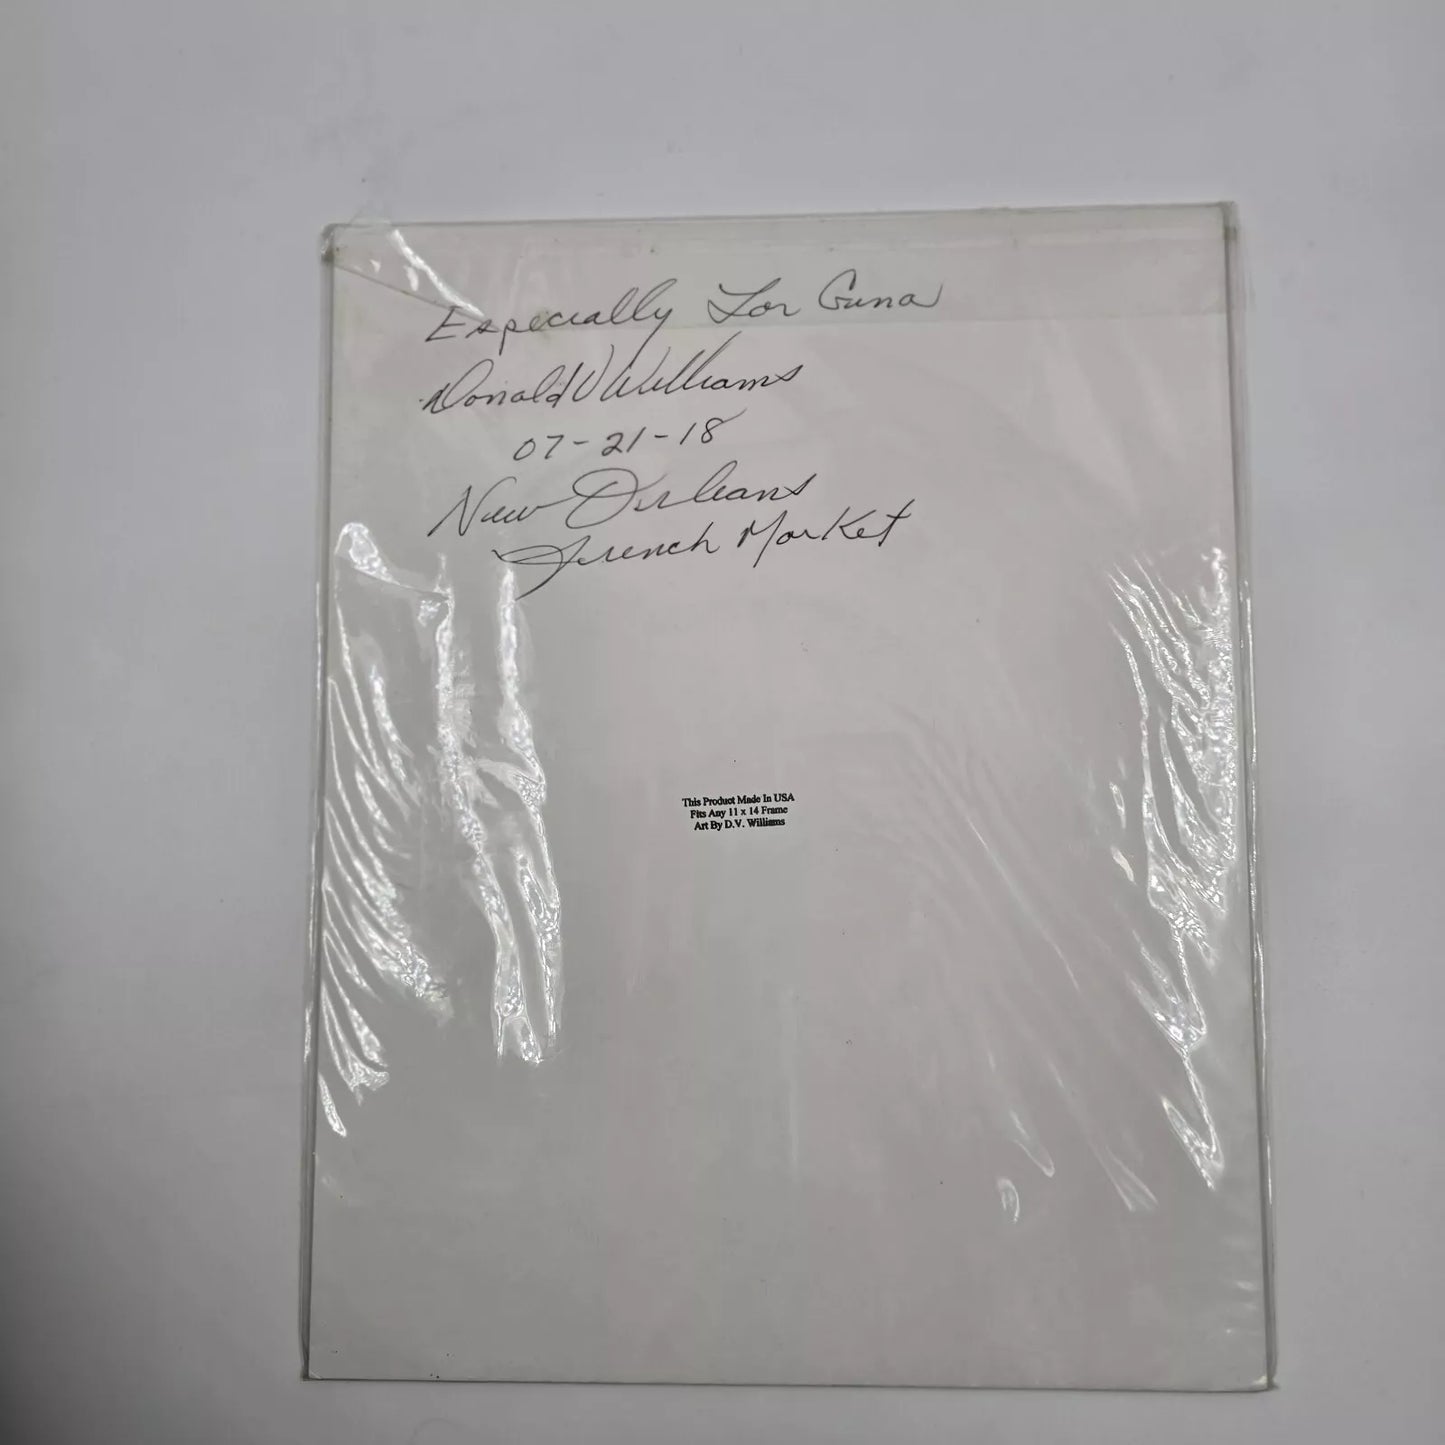 Especially For Guna
Donald V Williams
07-21-18
New Orleans
French Market
This Product Made In USA
Fits Any 11 x 14 Frame
Art By D.V. Williams